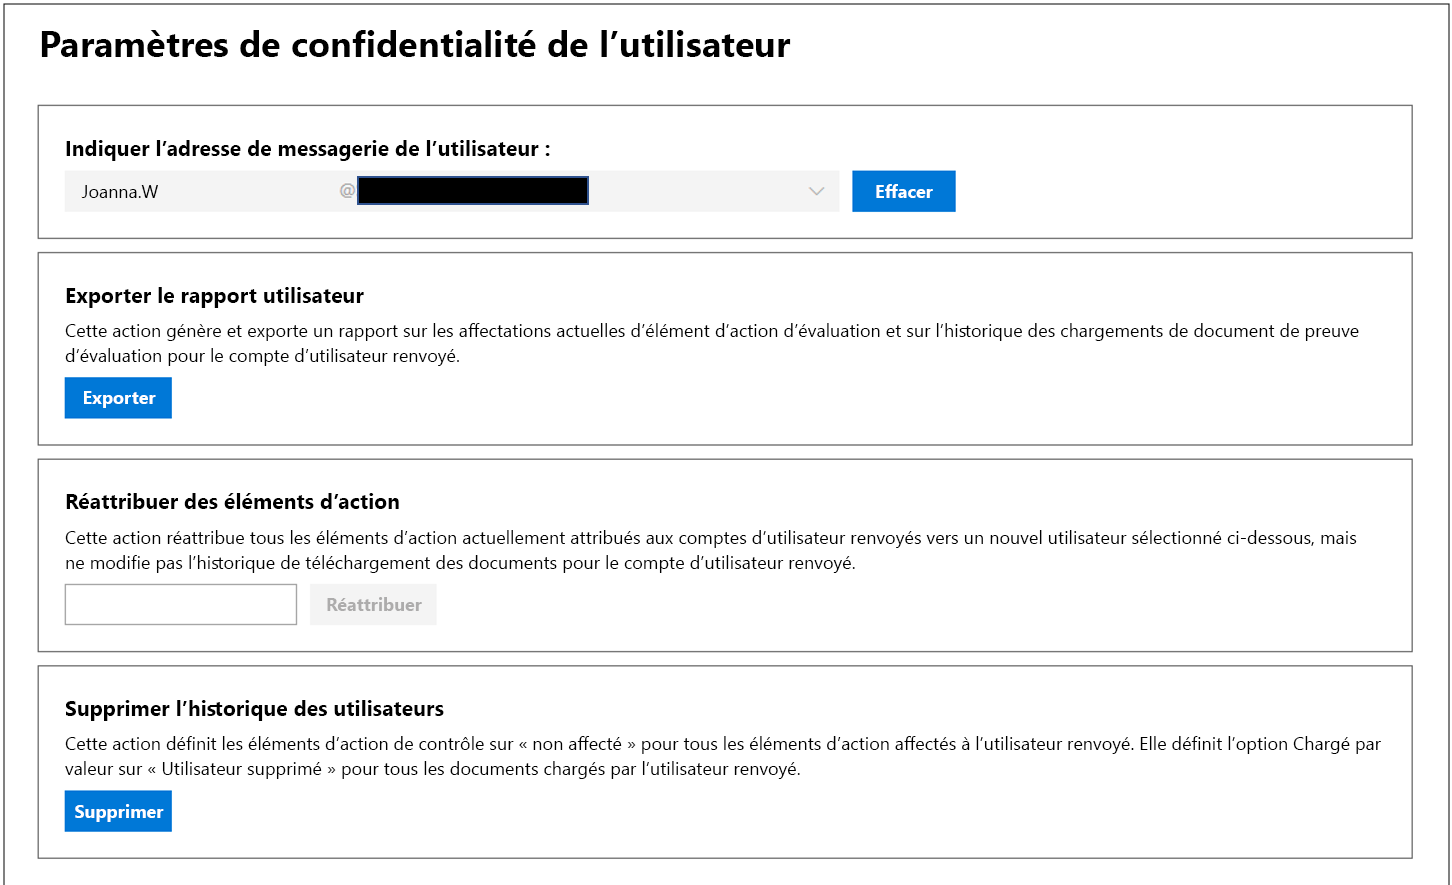 Paramètres de confidentialité de l’utilisateur
Indiquer l’adresse de messagerie de l’utilisateur :
Joanna.W @ Effacer
Exporter le rapport utilisateur
Cette action génère et exporte un rapport sur les affectations actuelles d’élément d’action d’évaluation et sur l’historique des chargements de document de preuve
d’évaluation pour le compte d’utilisateur renvoyé.
Exporter
Réattribuer des éléments d’action
Cette action réattribue tous les éléments d’action actuellement attribués aux comptes d’utilisateur renvoyés vers un nouvel utilisateur sélectionné ci-dessous, mais
ne modifie pas l’historique de téléchargement des documents pour le compte d’utilisateur renvoyé.
Réattribuer
Supprimer l’historique des utilisateurs
Cette action définit les éléments d’action de contrôle sur « non affecté » pour tous les éléments d’action affectés à l’utilisateur renvoyé. Elle définit l’option Chargé par
valeur sur « Utilisateur supprimé » pour tous les documents chargés par l’utilisateur renvoyé.
Supprimer